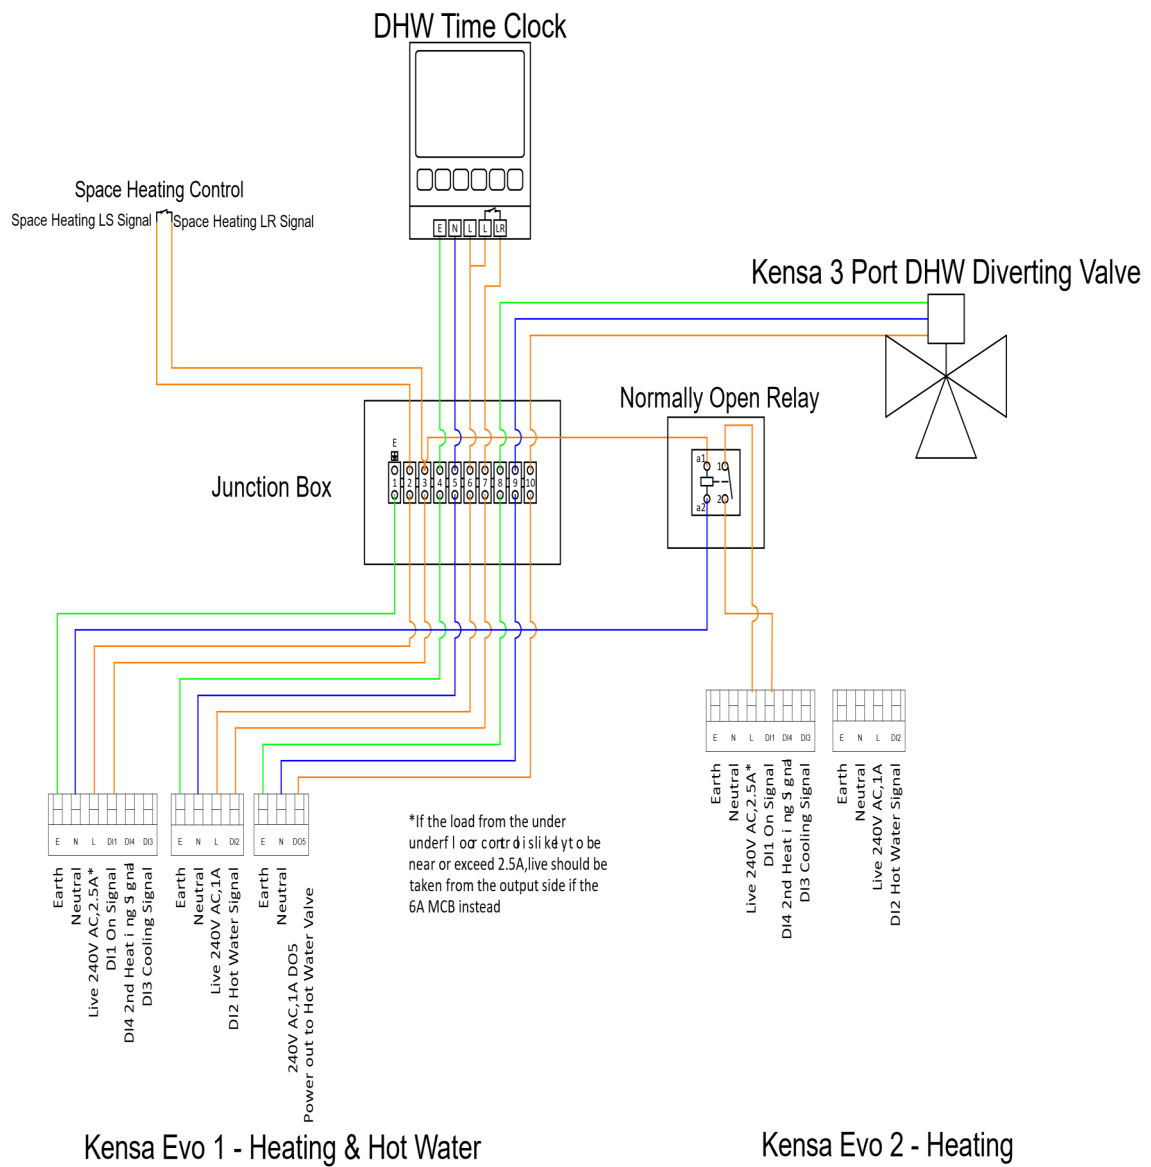 DHW Time Clock
Space Heating Control
Space Heating LS Signal
Space Heating LR Signal
E N L L LR
Kensa 3 Port DHW Diverting Valve
Normally Open Relay
E
Junction Box
1 2 3 4 5 6 7 8 9 10
a1 1
a2 2
E N L DI1 DI4 DI3
E N L DI2
Earth
Neutral
Live 240V AC,2.5A*
DI1 On Signal
DI4 2nd Heating Signal
DI3 Cooling Signal
Earth
Neutral
Live 240V AC,1A
DI2 Hot Water Signal
E N L DI1 DI4 DI3
E N L DI2
E N DO5
Earth
Neutral
Live 240V AC,2.5A*
DI1 On Signal
DI4 2nd Heating Signal
DI3 Cooling Signal
Earth
Neutral
Live 240V AC,1A
DI2 Hot Water Signal
Earth
Neutral
240V AC,1A DO5
Power out to Hot Water Valve
*If the load from the under
underfloor control is likely to be
near or exceed 2.5A,live should be
taken from the output side if the
6A MCB instead
Kensa Evo 1 - Heating & Hot Water
Kensa Evo 2 - Heating